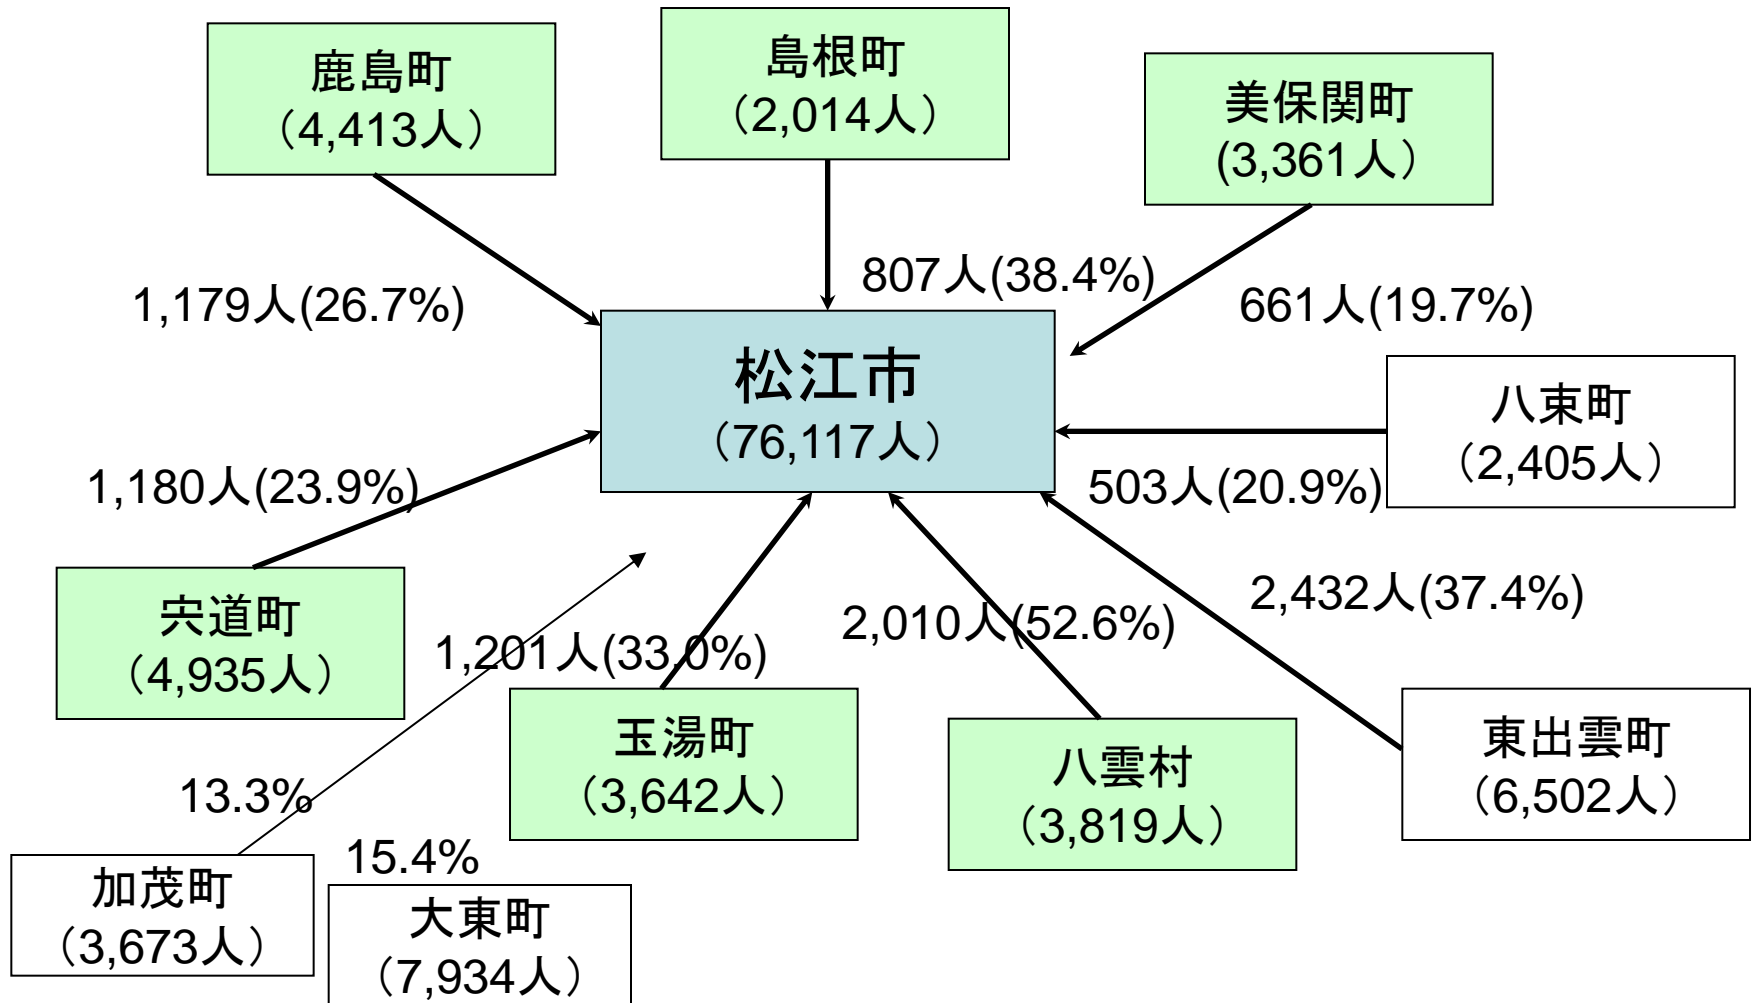 島根町
（2,014人）
鹿島町
（4,413人）
美保関町
(3,361人）
807人(38.4%)
1,179人(26.7%)
661人(19.7%)
松江市
（76,117人）
八束町
（2,405人）
1,180人(23.9%)
503人(20.9%)
2,432人(37.4%)
宍道町
（4,935人）
1,201人(33.0%)
2,010人(52.6%)
玉湯町
（3,642人）
八雲村
（3,819人）
東出雲町
（6,502人）
13.3%
15.4%
加茂町
（3,673人）
大東町
（7,934人）